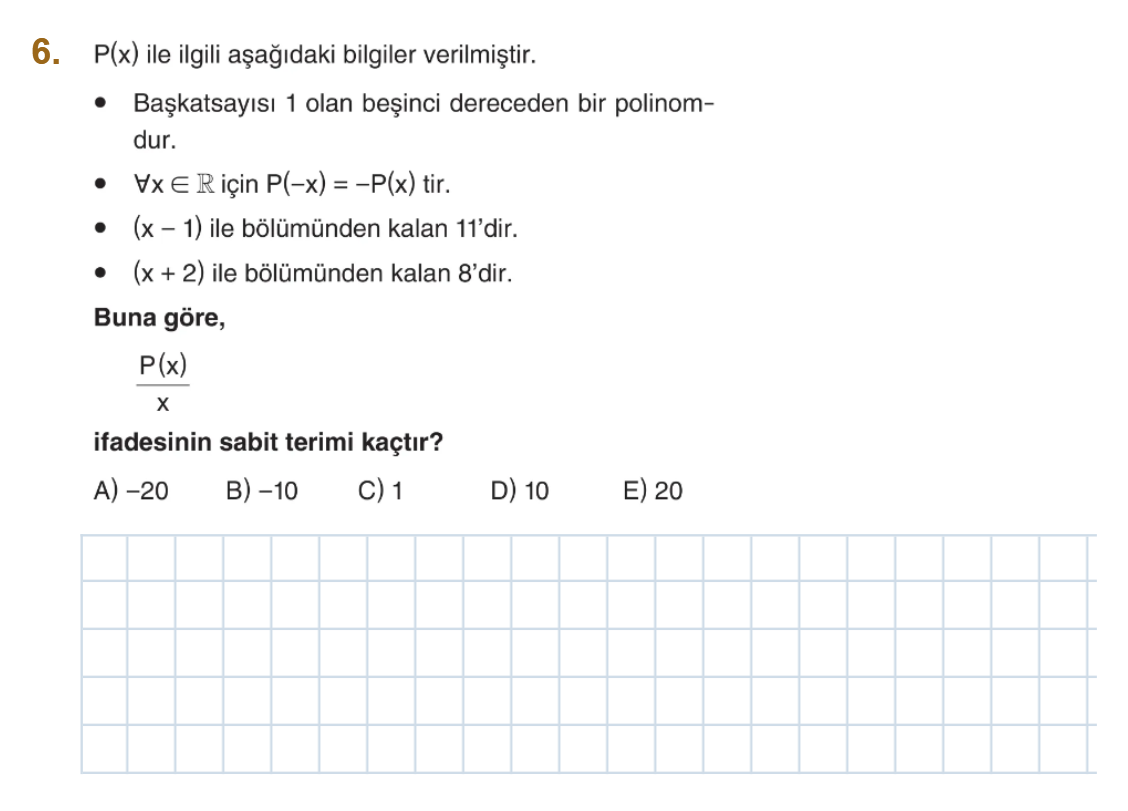 6. P(x) ile ilgili aşağıdaki bilgiler verilmiştir.
• Başkatsayısı 1 olan beşinci dereceden bir polinom-
dur.
• ∀x ∈ ℝ için P(–x) = –P(x) tir.
• (x – 1) ile bölümünden kalan 11'dir.
• (x + 2) ile bölümünden kalan 8'dir.
Buna göre,
P(x)
x
ifadesinin sabit terimi kaçtır?
A) –20 B) –10 C) 1 D) 10 E) 20